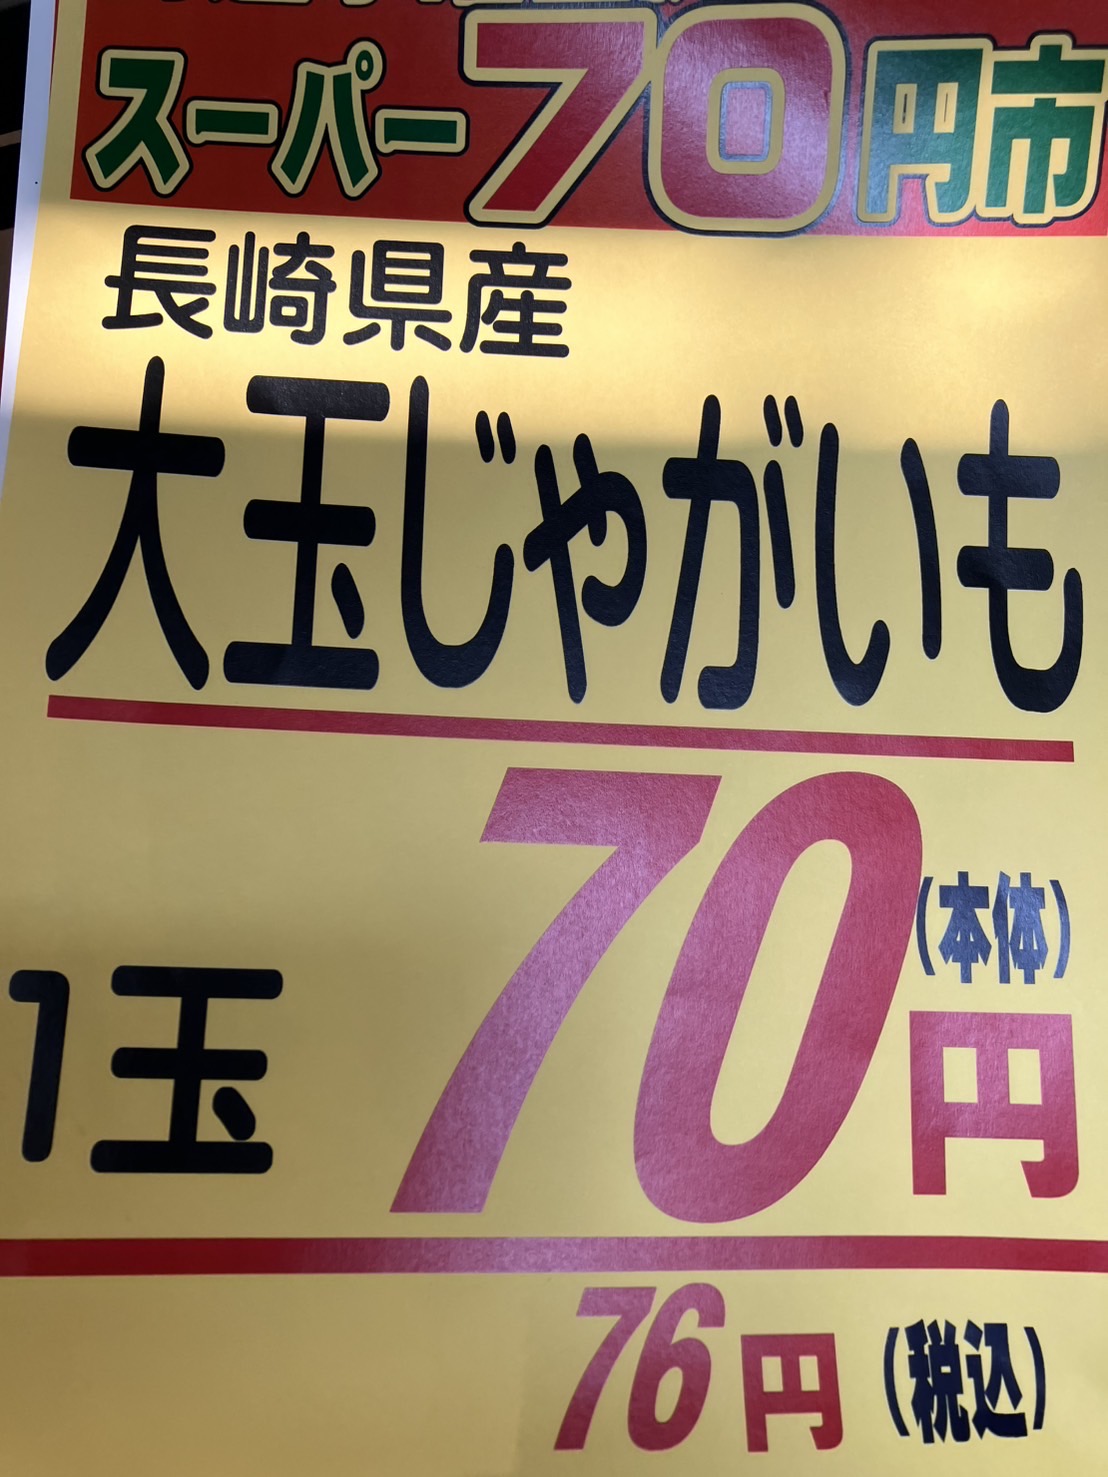 スーパー70円市
長崎県産
大玉じゃがいも
1玉 70円 (本体)
76円 (税込)